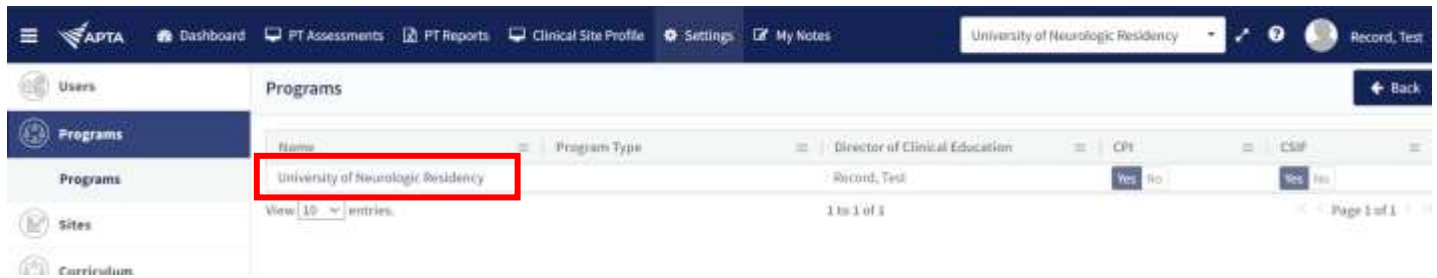 APTA Dashboard PT Assessments PT Reports Clinical Site Profile Settings My Notes University of Neurologic Residency Record, Test
Users
Programs
Back
Programs
Name Program Type Director of Clinical Education CPI CSIF
Programs
University of Neurologic Residency Record, Test Yes No Yes No
View 10 entries. 1 to 1 of 1 Page 1 of 1
Sites
Curriculum